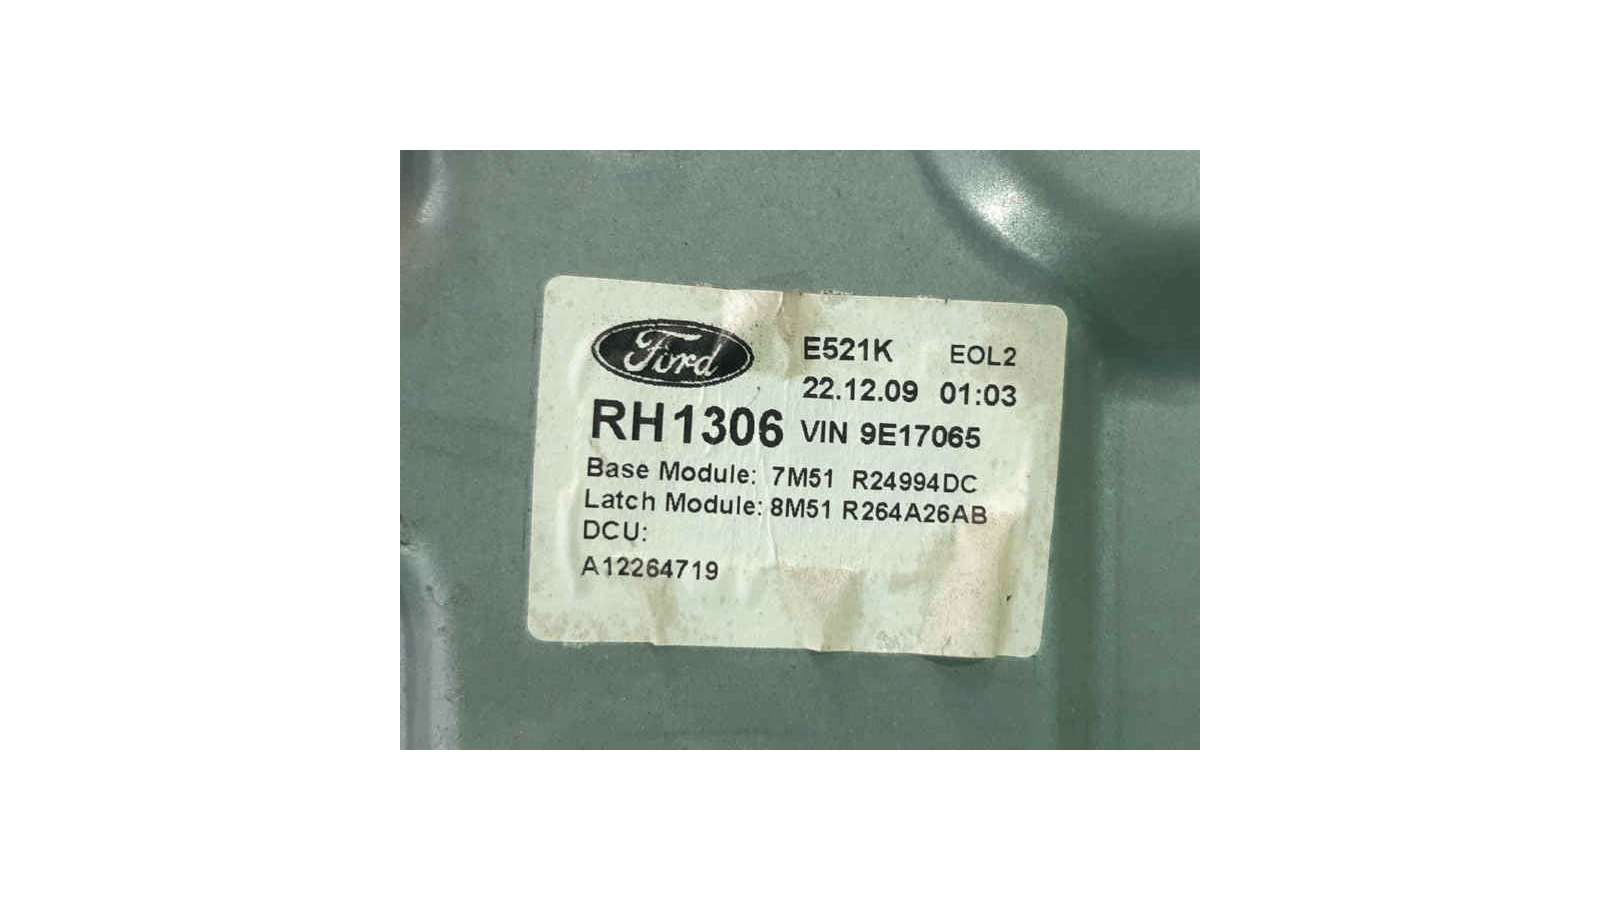 Ford
E521K EOL2
22.12.09 01:03
RH1306 VIN 9E17065
Base Module: 7M51 R24994DC
Latch Module: 8M51 R264A26AB
DCU:
A12264719